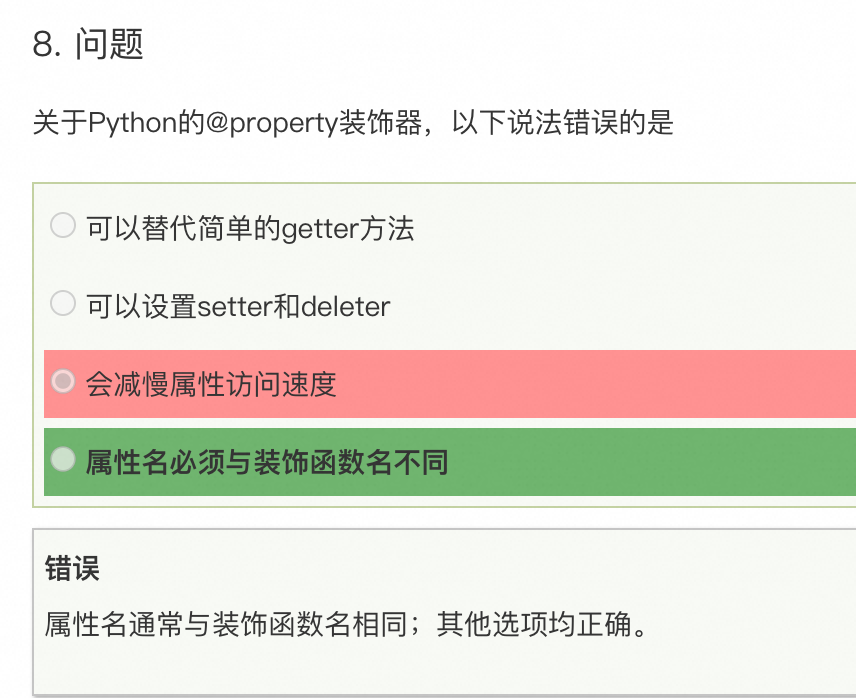 8. 问题
关于Python的@property装饰器，以下说法错误的是
可以替代简单的getter方法
可以设置setter和deleter
会减慢属性访问速度
属性名必须与装饰函数名不同
错误
属性名通常与装饰函数名相同；其他选项均正确。